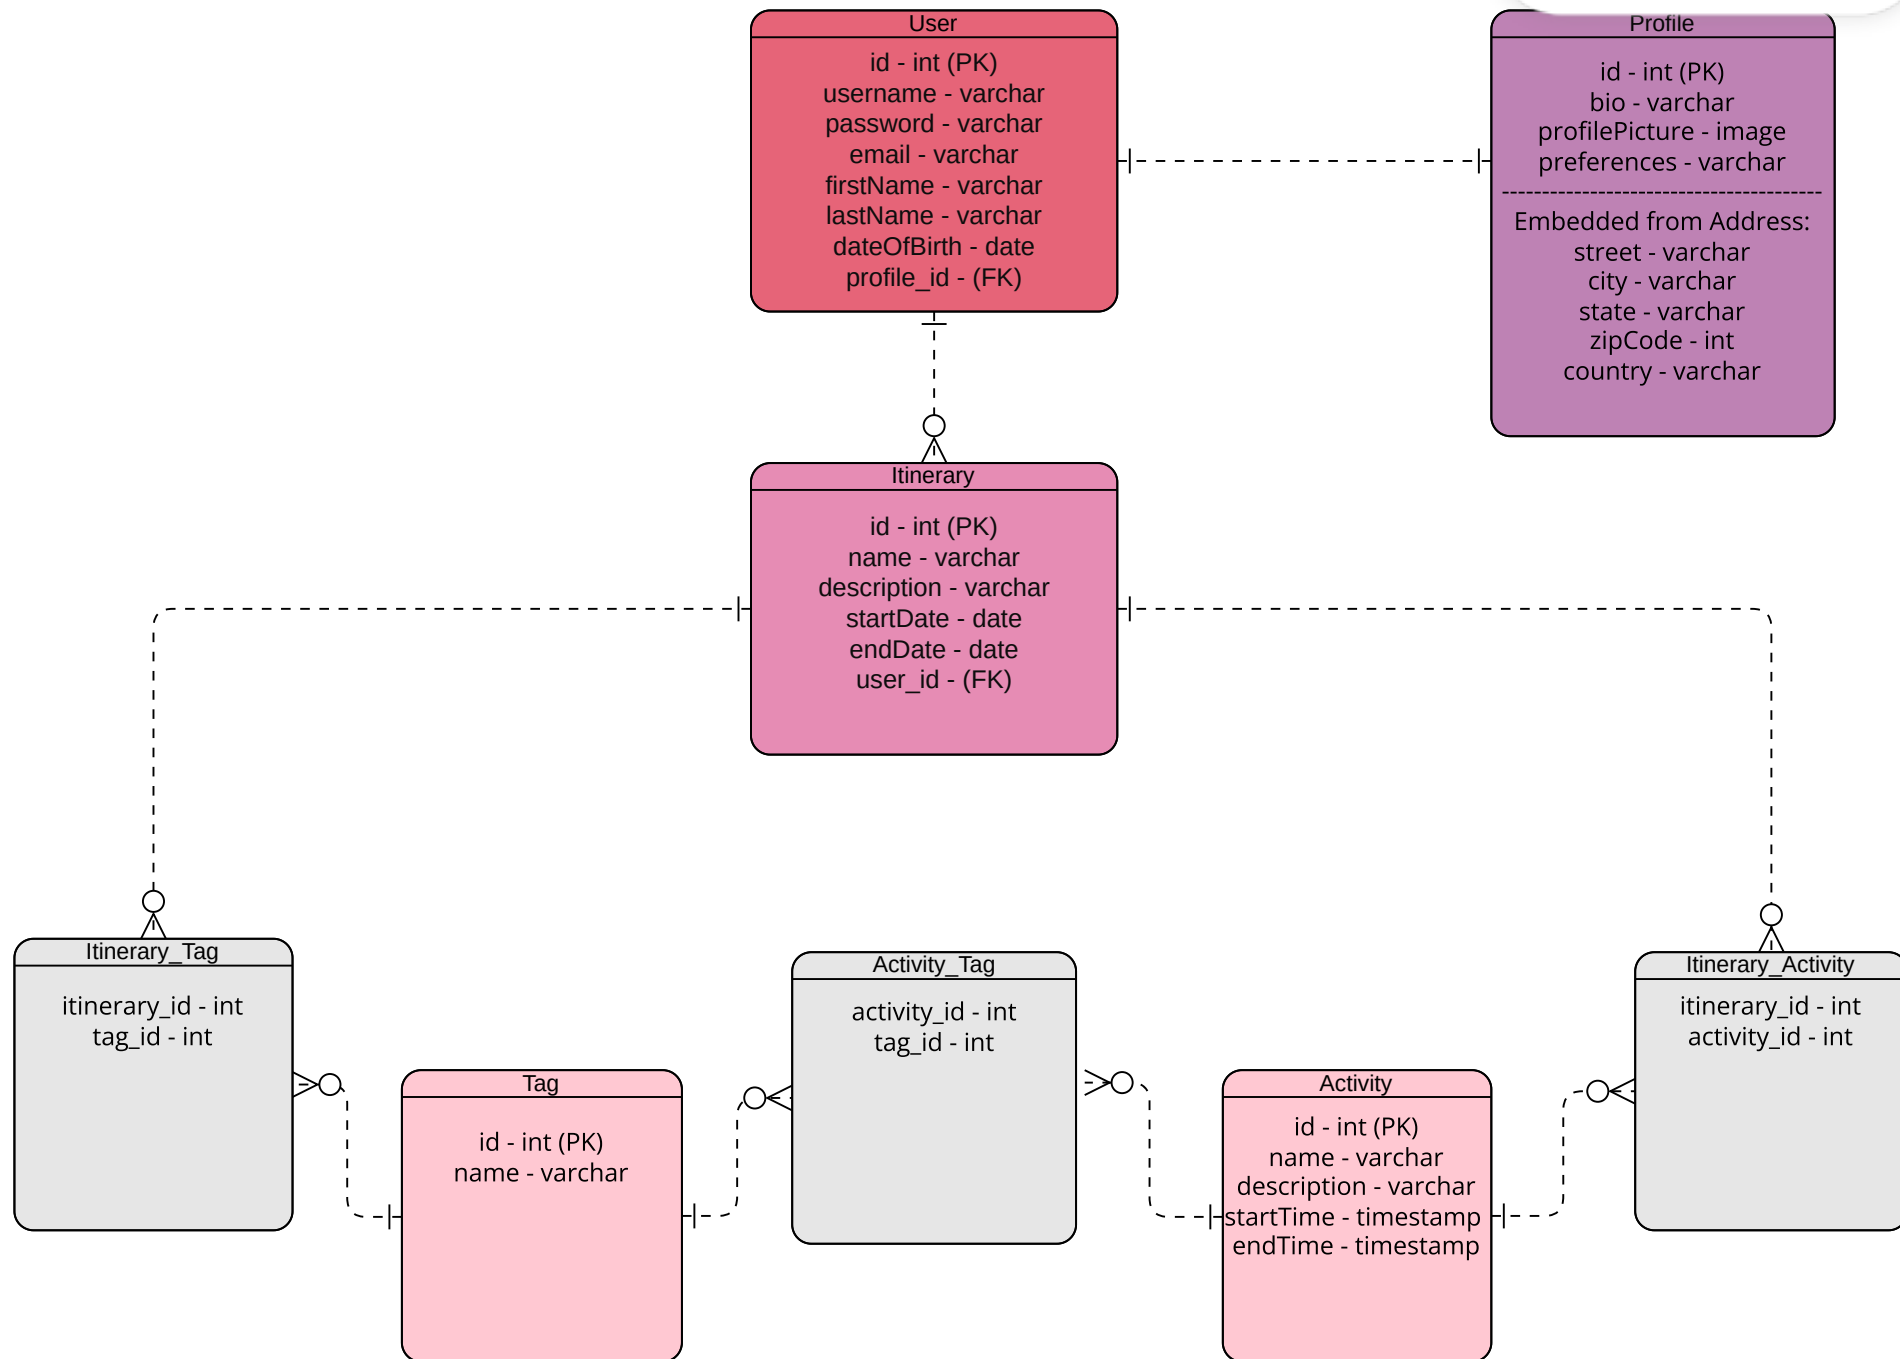 User
id - int (PK)
username - varchar
password - varchar
email - varchar
firstName - varchar
lastName - varchar
dateOfBirth - date
profile_id - (FK)
Profile
id - int (PK)
bio - varchar
profilePicture - image
preferences - varchar
----------------------------------------
Embedded from Address:
street - varchar
city - varchar
state - varchar
zipCode - int
country - varchar
Itinerary
id - int (PK)
name - varchar
description - varchar
startDate - date
endDate - date
user_id - (FK)
Itinerary_Tag
itinerary_id - int
tag_id - int
Tag
id - int (PK)
name - varchar
Activity_Tag
activity_id - int
tag_id - int
Activity
id - int (PK)
name - varchar
description - varchar
startTime - timestamp
endTime - timestamp
Itinerary_Activity
itinerary_id - int
activity_id - int